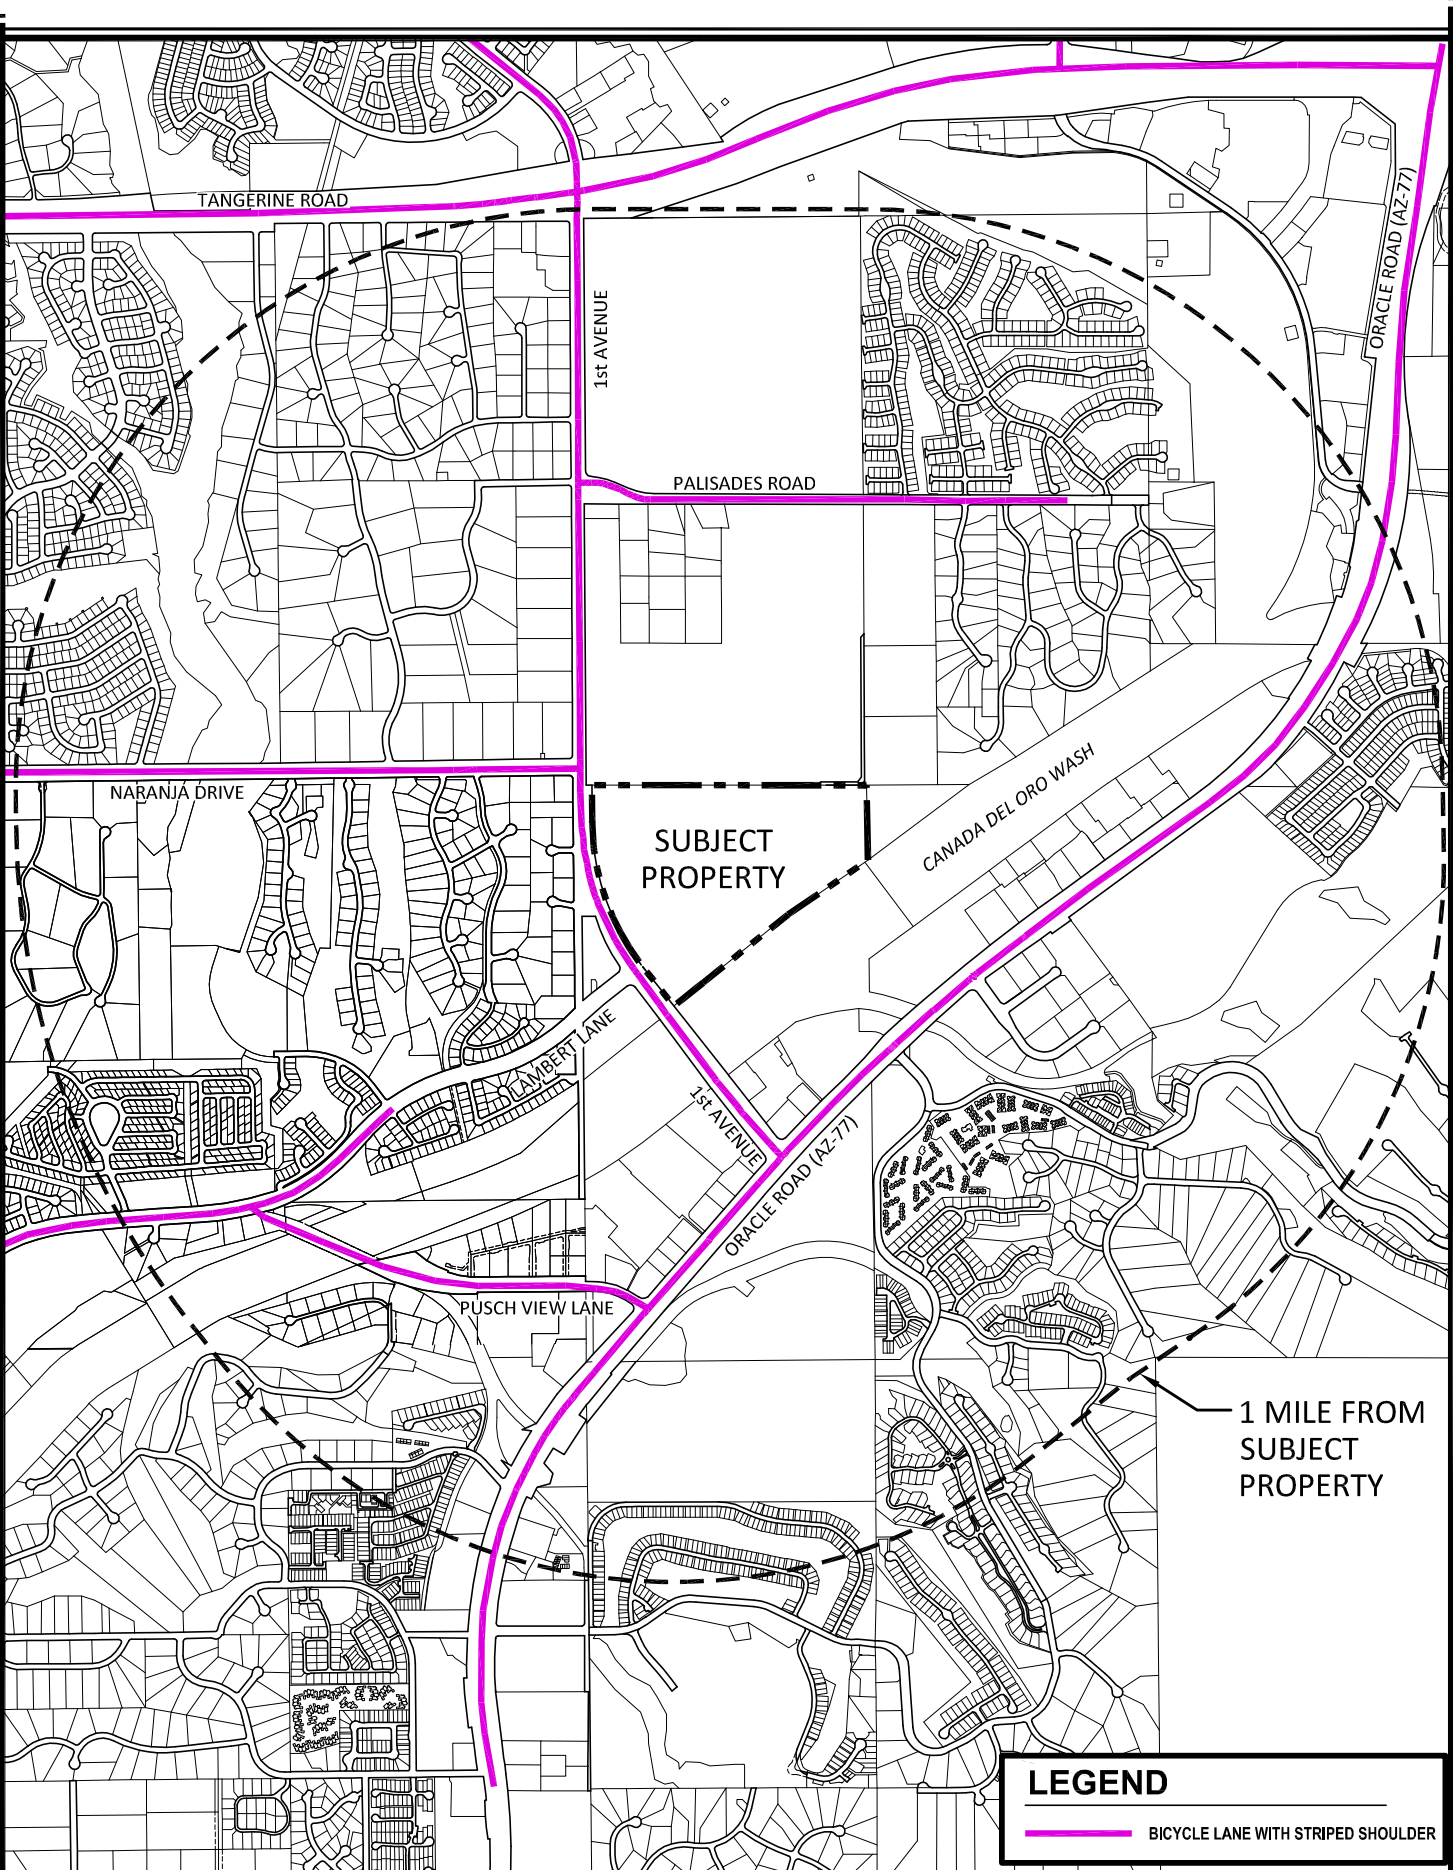 TANGERINE ROAD
ORACLE ROAD (AZ-77)
1st AVENUE
PALISADES ROAD
NARANJA DRIVE
SUBJECT
PROPERTY
CANADA DEL ORO WASH
LAMBERT LANE
1st AVENUE
ORACLE ROAD (AZ-77)
PUSCH VIEW LANE
1 MILE FROM
SUBJECT
PROPERTY
LEGEND
BICYCLE LANE WITH STRIPED SHOULDER